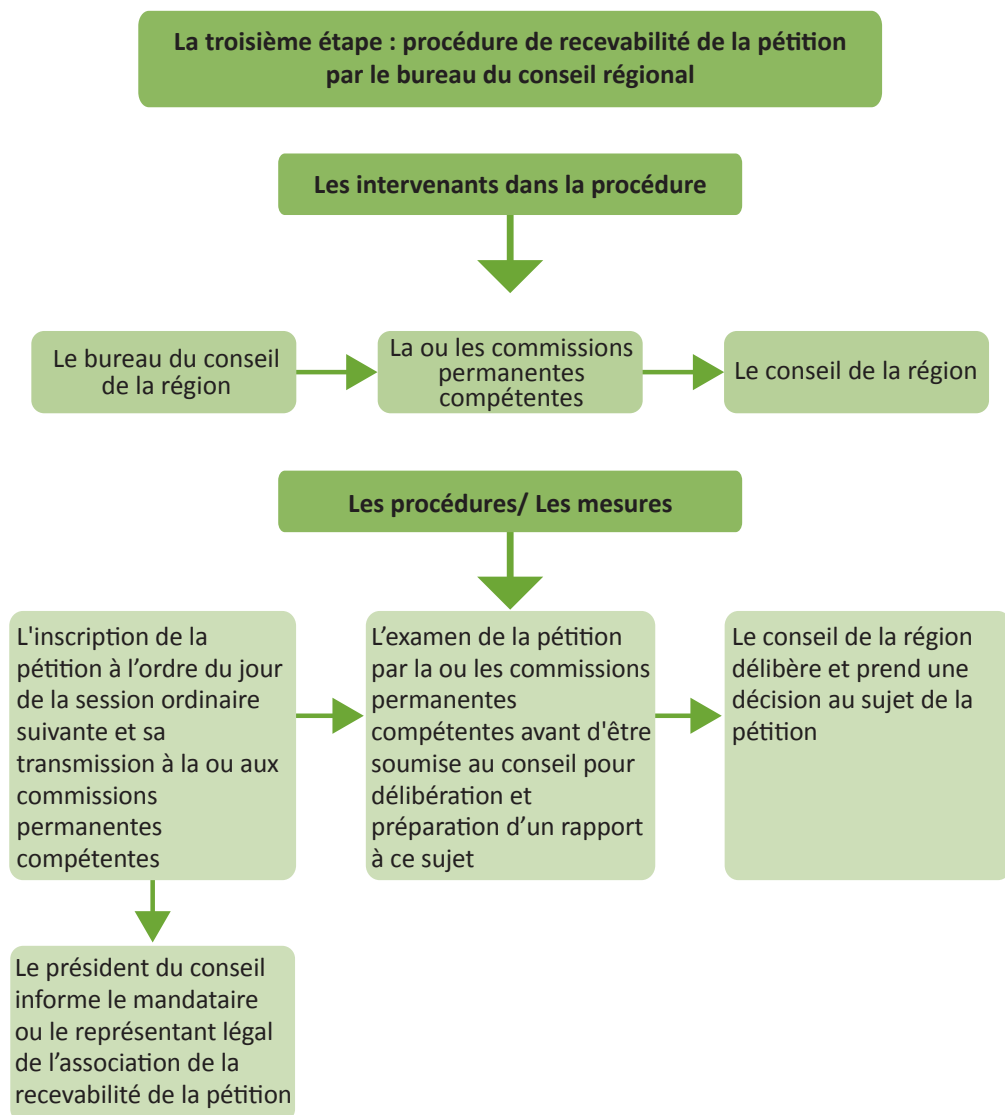 La troisième étape : procédure de recevabilité de la pétition
par le bureau du conseil régional
Les intervenants dans la procédure
Le bureau du conseil
de la région
La ou les commissions
permanentes
compétentes
Le conseil de la région
Les procédures/ Les mesures
L'inscription de la
pétition à l’ordre du jour
de la session ordinaire
suivante et sa
transmission à la ou aux
commissions
permanentes
compétentes
L’examen de la pétition
par la ou les commissions
permanentes
compétentes avant d'être
soumise au conseil pour
délibération et
préparation d’un rapport
à ce sujet
Le conseil de la région
délibère et prend une
décision au sujet de la
pétition
Le président du conseil
informe le mandataire
ou le représentant légal
de l’association de la
recevabilité de la pétition